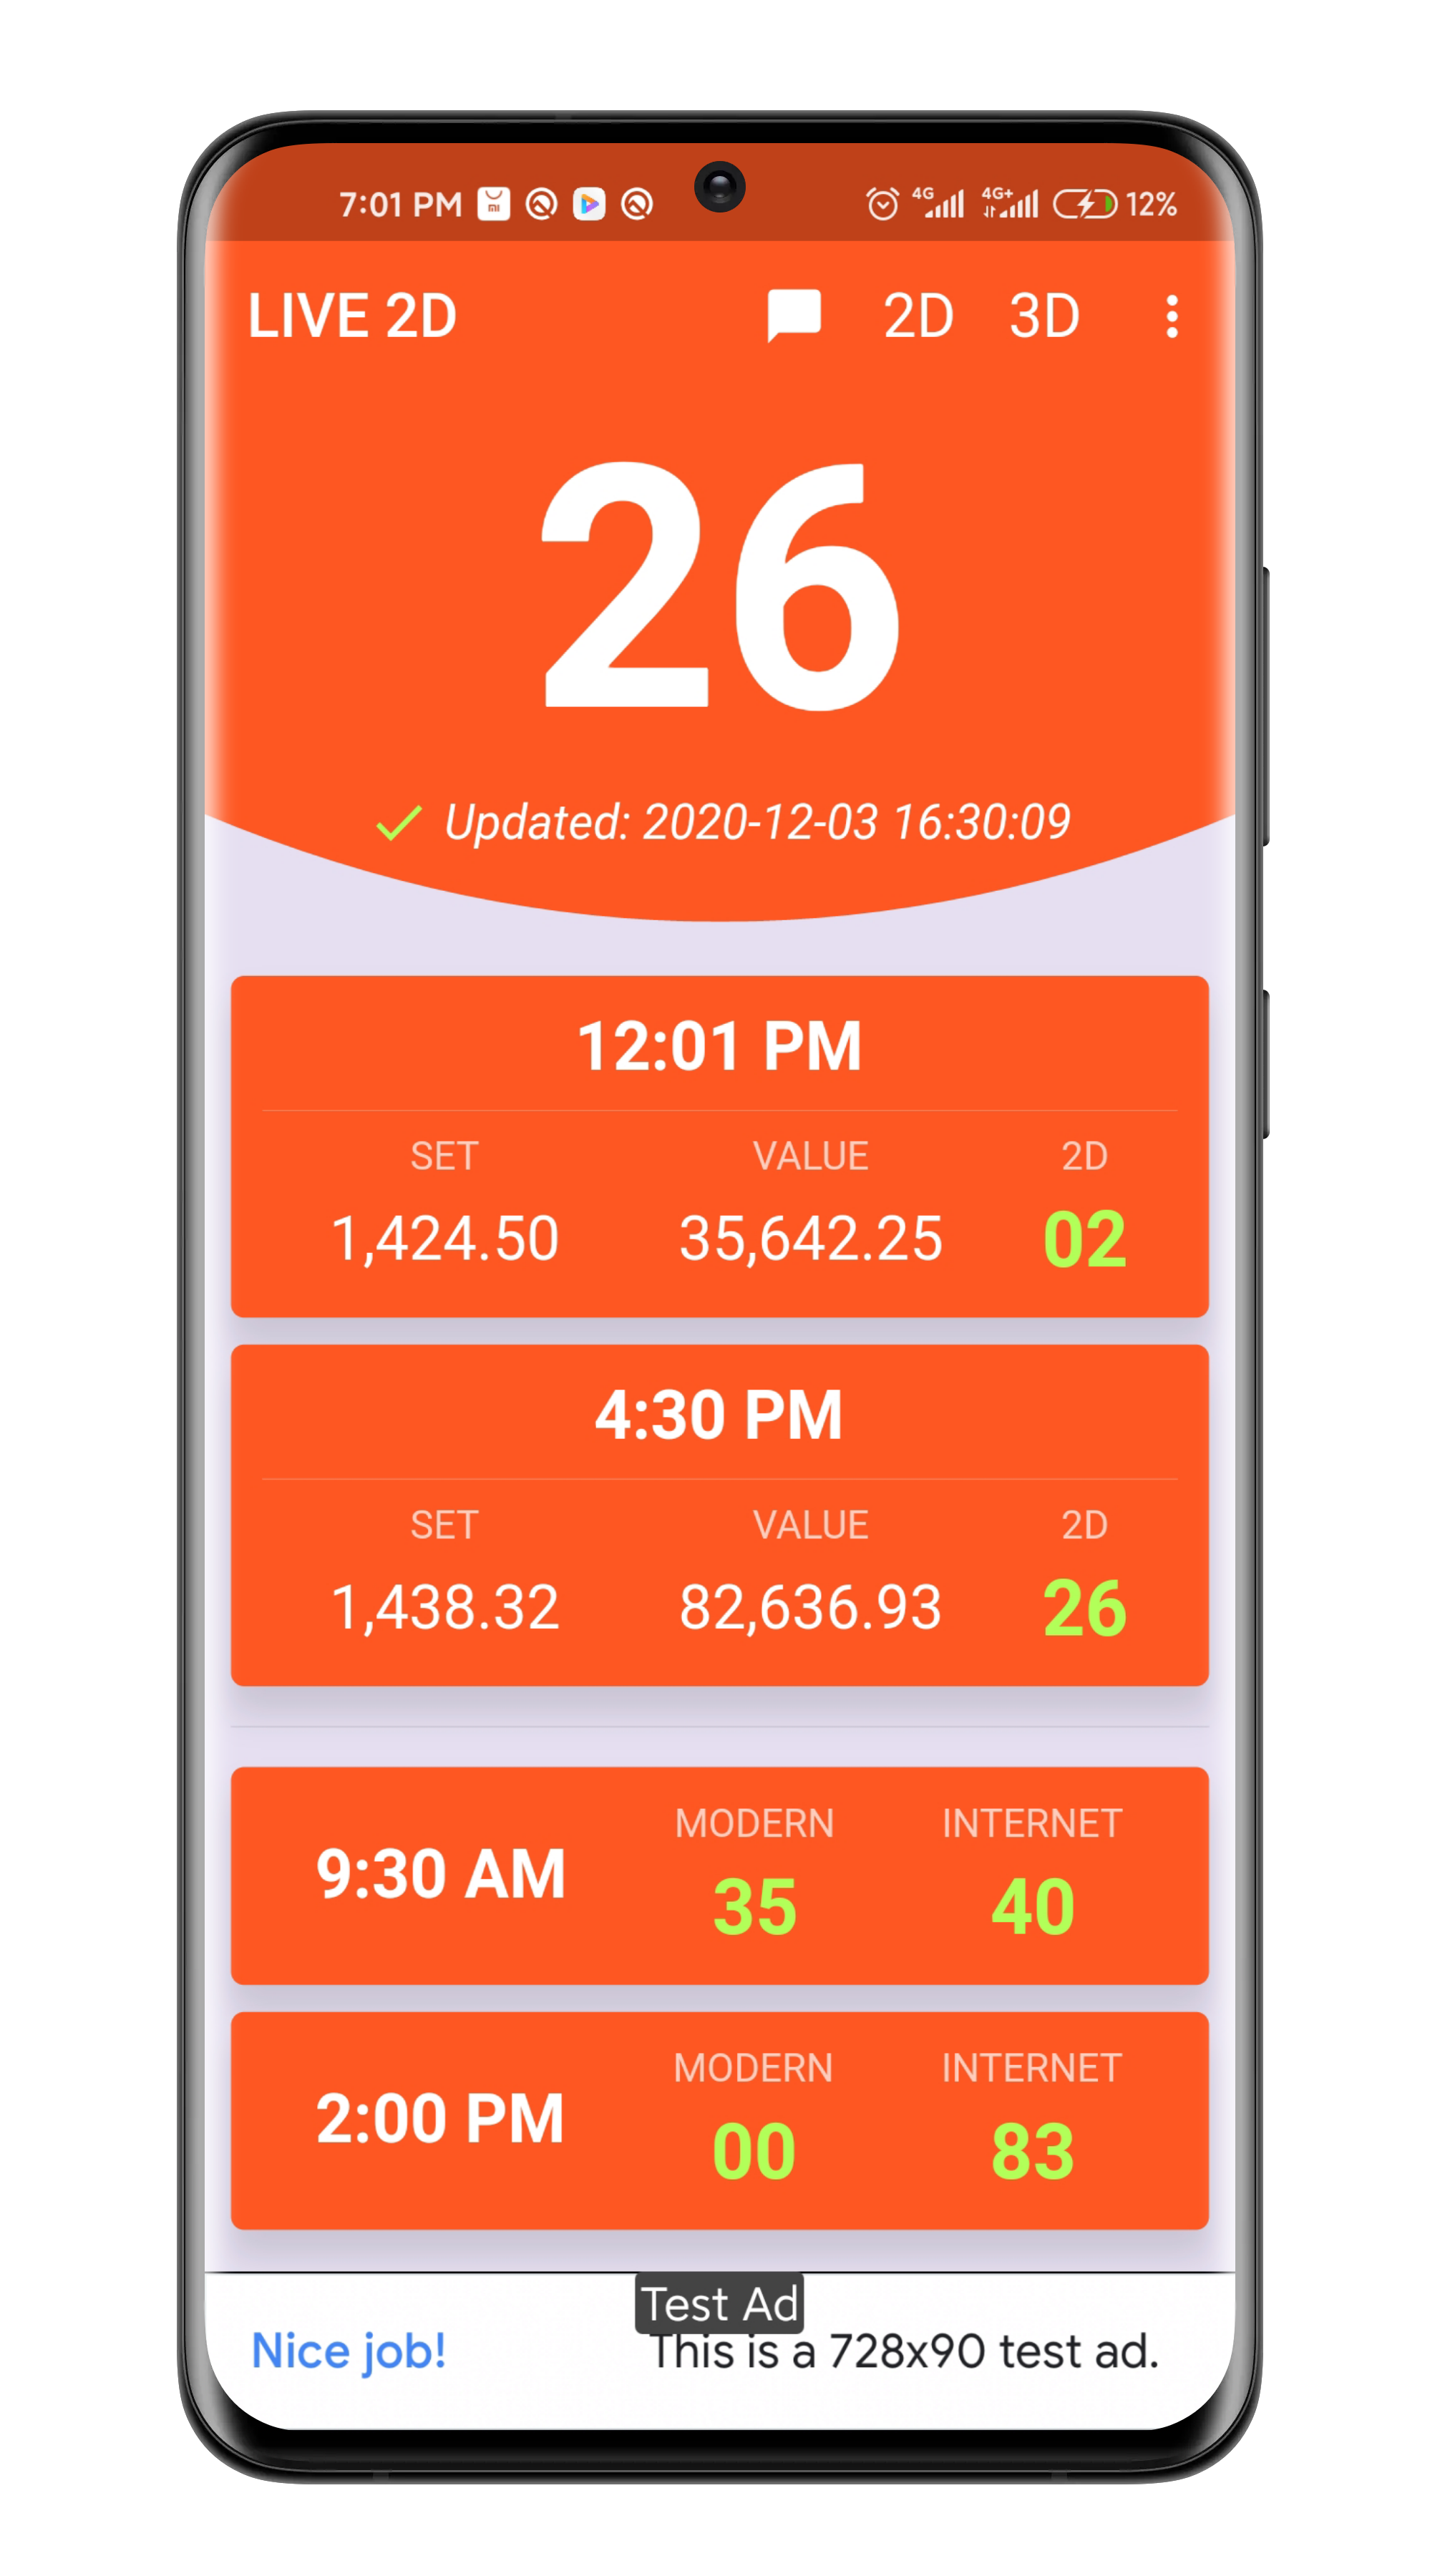 7:01 PM 4G 4G+ 12%
LIVE 2D 2D 3D
26
Updated: 2020-12-03 16:30:09
12:01 PM
SET VALUE 2D
1,424.50 35,642.25 02
4:30 PM
SET VALUE 2D
1,438.32 82,636.93 26
MODERN INTERNET
9:30 AM 35 40
MODERN INTERNET
2:00 PM 00 83
Test Ad
Nice job! This is a 728x90 test ad.